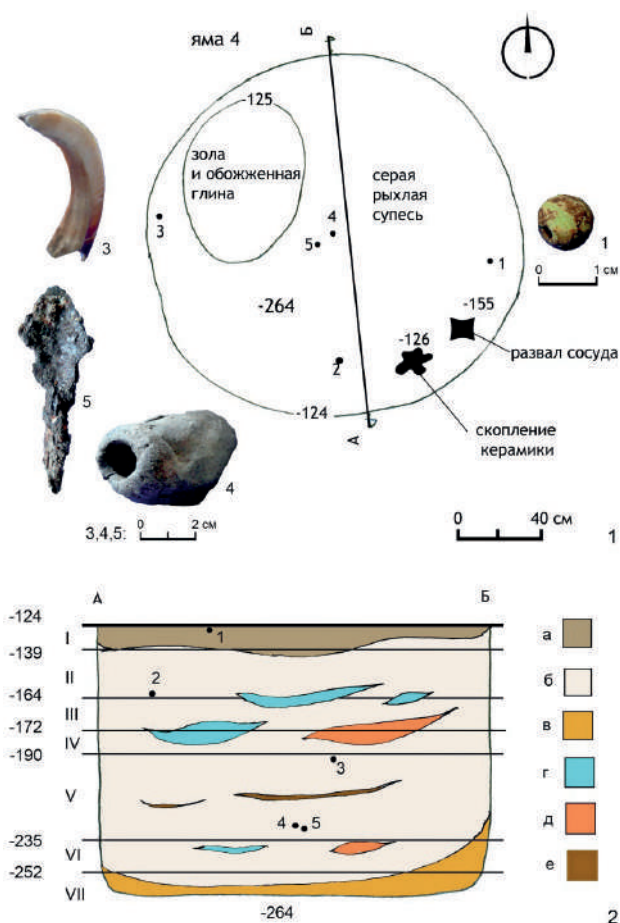 яма 4
Б
-125
зола
и обожженная
глина
серая
рыхлая
супесь
3
3
4
5
1
1
0 1 см
-264
-155
развал сосуда
-126
2
5
-124
А
скопление
керамики
4
3,4,5: 0 2 см
0 40 см
1
А Б
-124
I
1
а
-139
II
2
б
-164
III
в
-172
IV
г
-190
3
V
д
4 5
-235
VI
е
-252
VII
-264
2